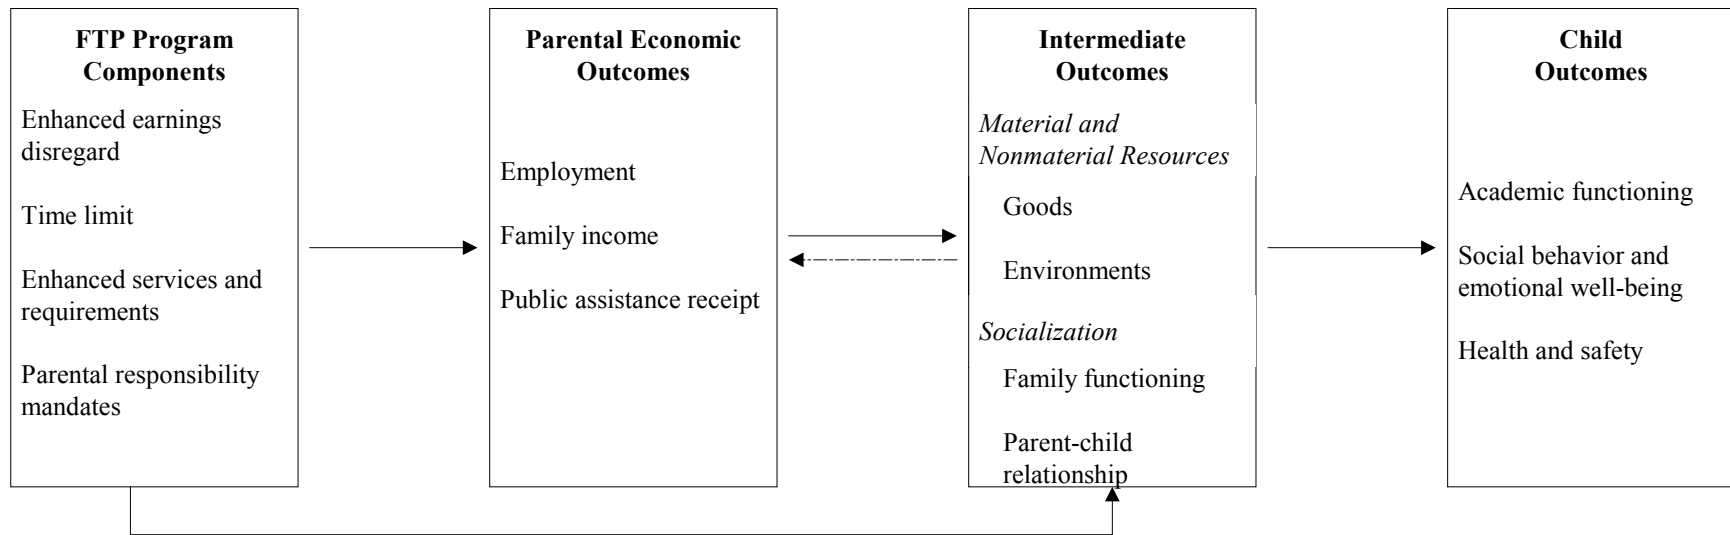 FTP Program
Components
Enhanced earnings
disregard
Time limit
Enhanced services and
requirements
Parental responsibility
mandates
Parental Economic
Outcomes
Employment
Family income
Public assistance receipt
Intermediate
Outcomes
Material and
Nonmaterial Resources
Goods
Environments
Socialization
Family functioning
Parent-child
relationship
Child
Outcomes
Academic functioning
Social behavior and
emotional well-being
Health and safety